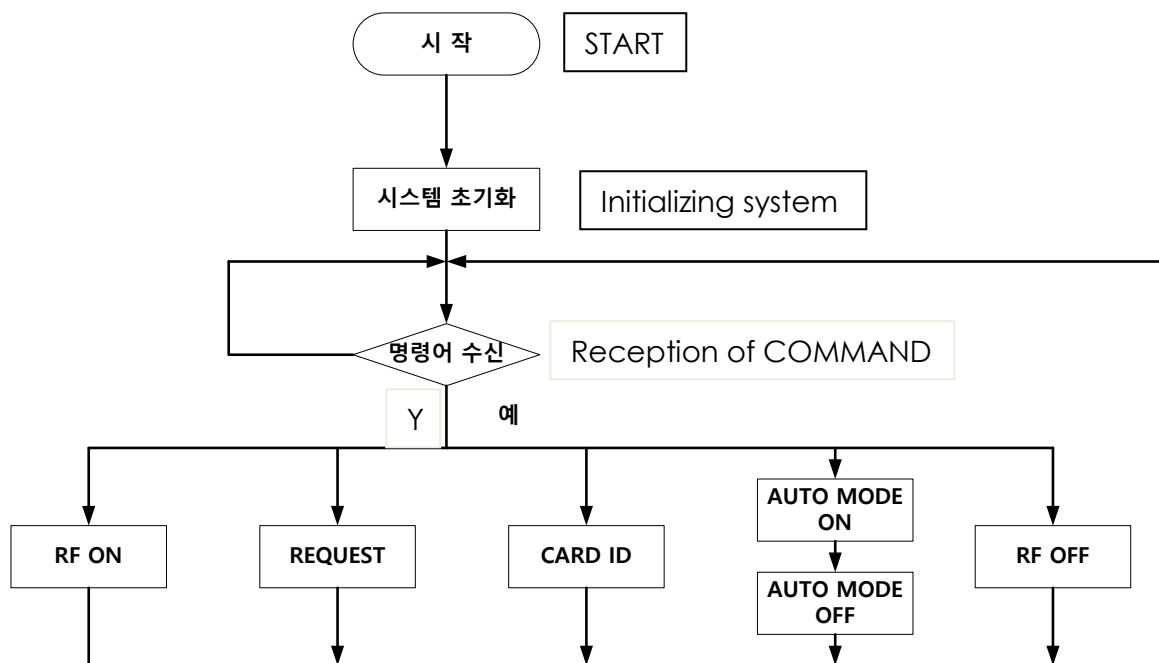 시 작
START
시스템 초기화
Initializing system
명령어 수신
Reception of COMMAND
Y
예
RF ON
REQUEST
CARD ID
AUTO MODE
ON
AUTO MODE
OFF
RF OFF